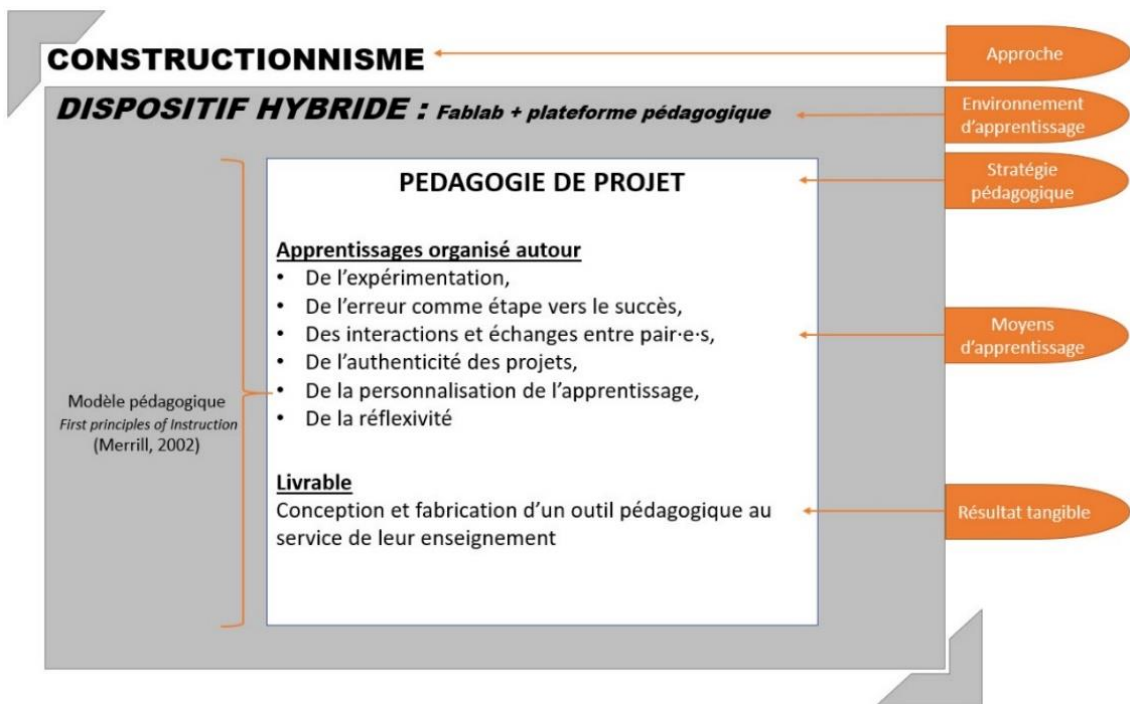 CONSTRUCTIONNISME
Approche
DISPOSITIF HYBRIDE : Fablab + plateforme pédagogique
Environnement
d'apprentissage
PEDAGOGIE DE PROJET
Stratégie
pédagogique
Apprentissages organisé autour
• De l'expérimentation,
• De l'erreur comme étape vers le succès,
• Des interactions et échanges entre pair·e·s,
• De l'authenticité des projets,
• De la personnalisation de l'apprentissage,
• De la réflexivité
Moyens
d'apprentissage
Modèle pédagogique
First principles of Instruction
(Merrill, 2002)
Livrable
Conception et fabrication d'un outil pédagogique au
service de leur enseignement
Résultat tangible